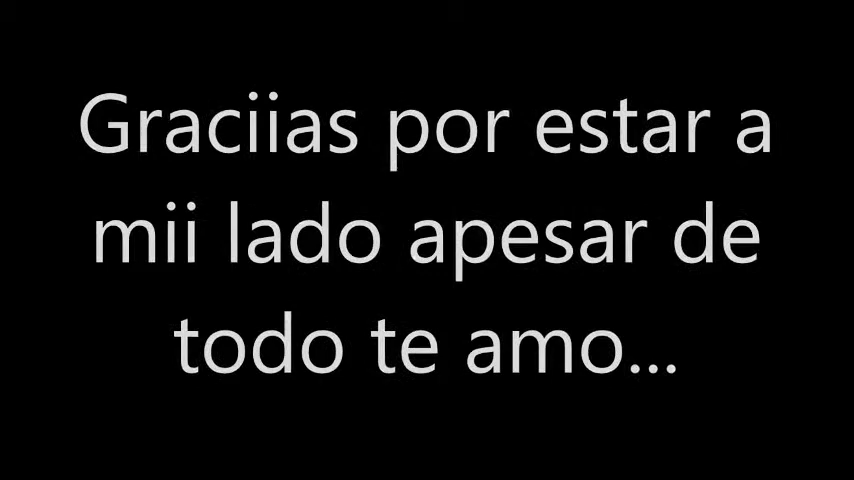 Graciias por estar a
mii lado apesar de
todo te amo...